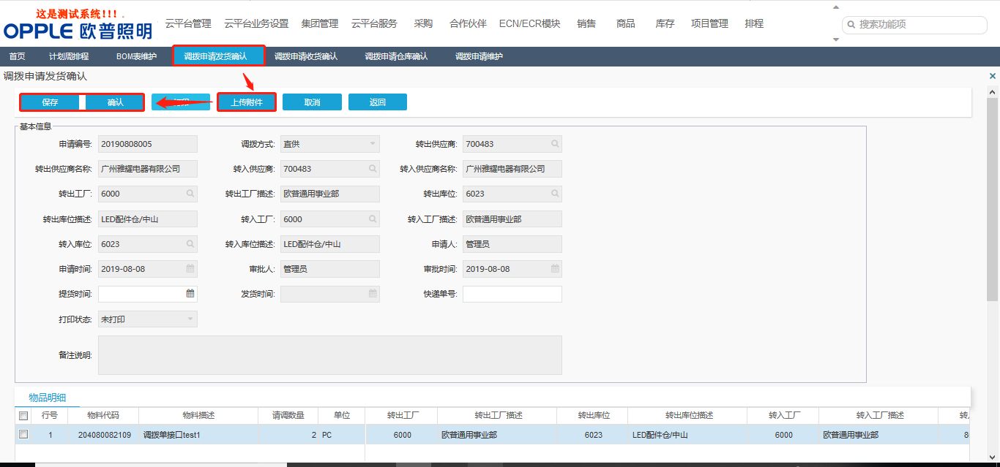 这是测试系统!!! .
OPPLE 欧普照明
云平台管理 云平台业务设置 集团管理 云平台服务 采购 合作伙伴 ECN/ECR模块 销售 商品 库存 项目管理 排程
搜索功能项
首页 计划周排程 BOM表维护 调拨申请发货确认 调拨申请收货确认 调拨申请仓库确认 调拨申请维护
调拨申请发货确认
保存 确认 上传附件 取消 返回
基本信息
申请编号: 20190808005 调拨方式: 直供 转出供应商: 700483
转出供应商名称: 广州雅耀电器有限公司 转入供应商: 700483 转入供应商名称: 广州雅耀电器有限公司
转出工厂: 6000 转出工厂描述: 欧普通用事业部 转出库位: 6023
转出库位描述: LED配件仓/中山 转入工厂: 6000 转入工厂描述: 欧普通用事业部
转入库位: 6023 转入库位描述: LED配件仓/中山 申请人: 管理员
申请时间: 2019-08-08 审批人: 管理员 审批时间: 2019-08-08
提货时间: 发货时间: 快递单号:
打印状态: 未打印
备注说明:
物品明细
行号 物料代码 物料描述 请调数量 单位 转出工厂 转出工厂描述 转出库位 转出库位描述 转入工厂 转入工厂描述 转
1 204080082109 调拨单接口test1 2 PC 6000 欧普通用事业部 6023 LED配件仓/中山 6000 欧普通用事业部